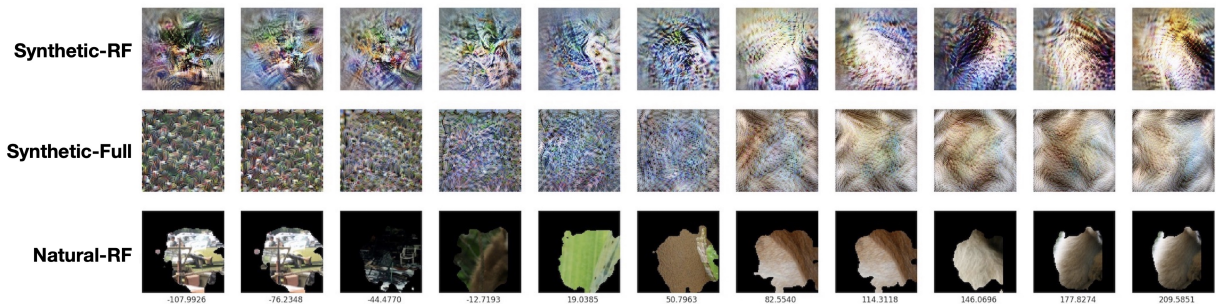 Synthetic-RF
Synthetic-Full
Natural-RF
-107.9926 -76.2348 -44.4770 -12.7193 19.0385 50.7963 82.5540 114.3118 146.0696 177.8274 209.5851